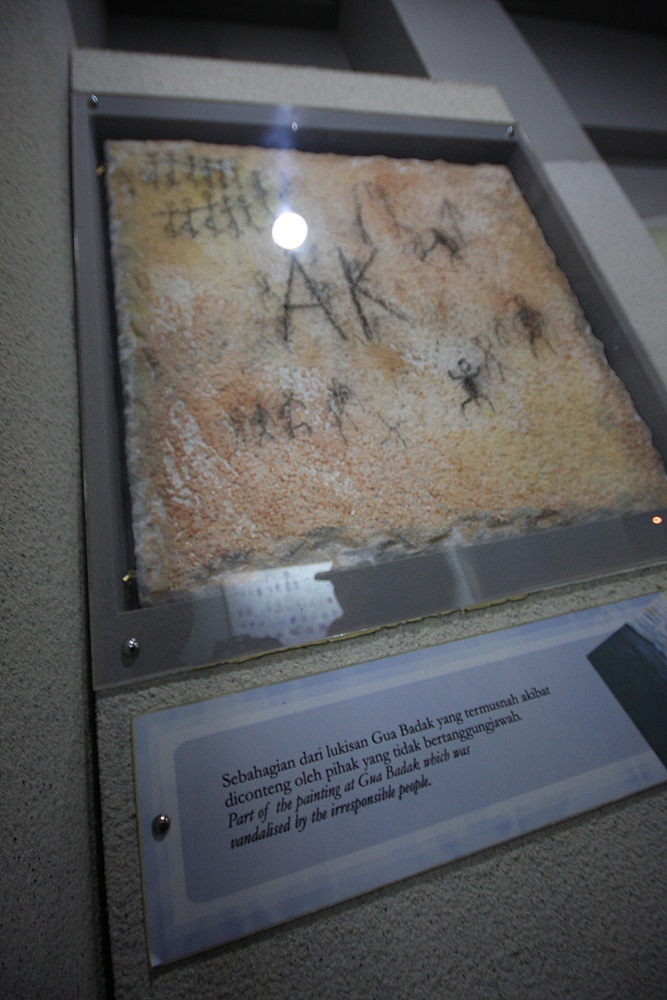 AK
Sebahagian dari lukisan Gua Badak yang termusnah akibat
diconteng oleh pihak yang tidak bertanggungjawah.
Part of the painting at Gua Badak which was
vandalised by the irresponsible people.